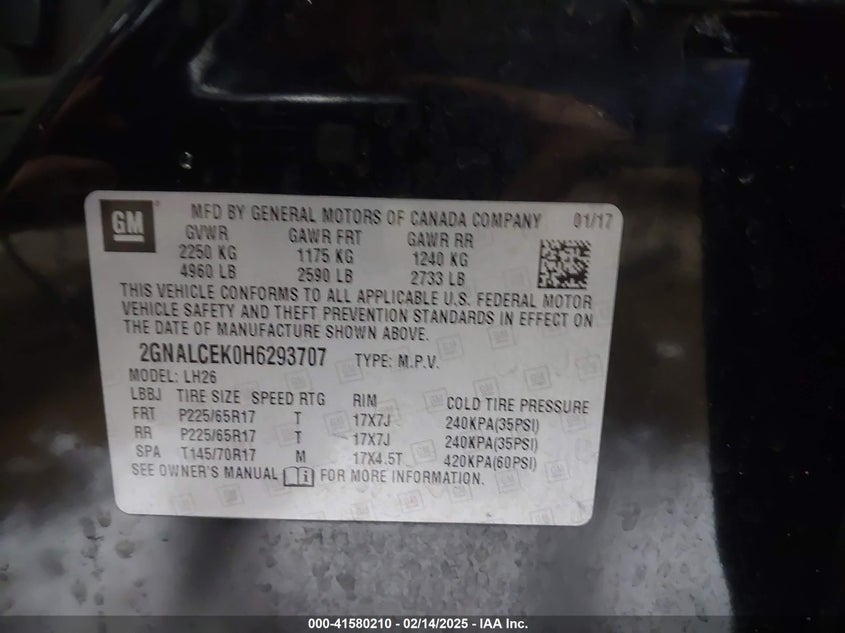 GM
MFD BY GENERAL MOTORS OF CANADA COMPANY 01/17
GVWR GAWR FRT GAWR RR
2250 KG 1175 KG 1240 KG
4960 LB 2590 LB 2733 LB
THIS VEHICLE CONFORMS TO ALL APPLICABLE U.S. FEDERAL MOTOR
VEHICLE SAFETY AND THEFT PREVENTION STANDARDS IN EFFECT ON
THE DATE OF MANUFACTURE SHOWN ABOVE.
2GNALCEK0H6293707 TYPE: M.P.V.
MODEL: LH26
LBBJ TIRE SIZE SPEED RTG RIM COLD TIRE PRESSURE
FRT P225/65R17 T 17X7J 240KPA(35PSI)
RR P225/65R17 T 17X7J 240KPA(35PSI)
SPA T145/70R17 M 17X4.5T 420KPA(60PSI)
SEE OWNER'S MANUAL FOR MORE INFORMATION.
000-41580210 - 02/14/2025 - IAA Inc.